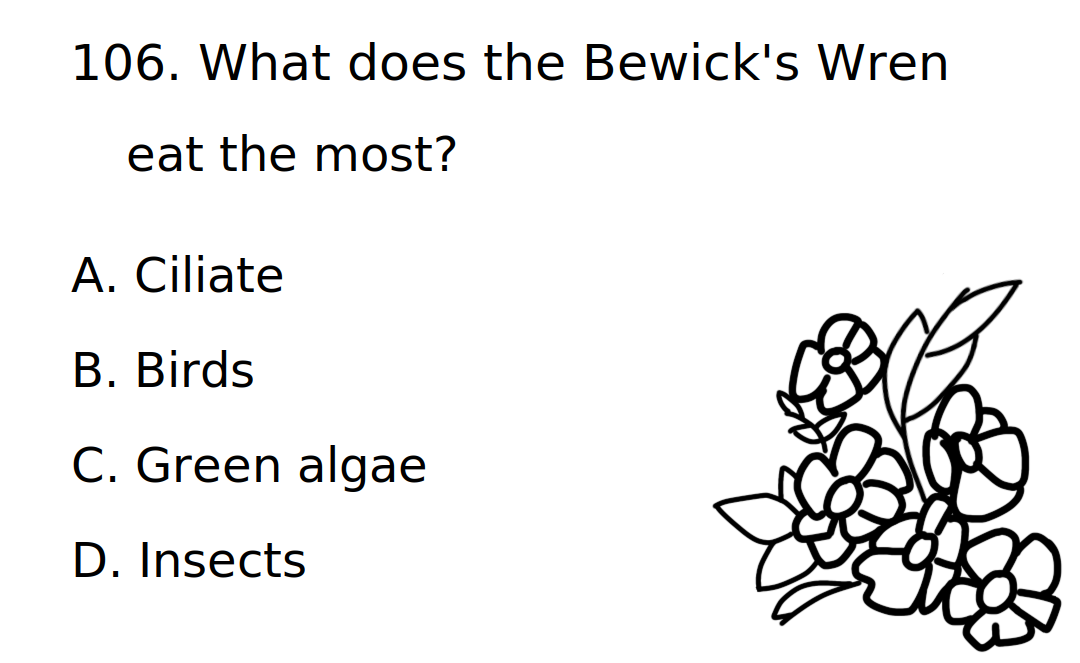 106. What does the Bewick's Wren
eat the most?
A. Ciliate
B. Birds
C. Green algae
D. Insects